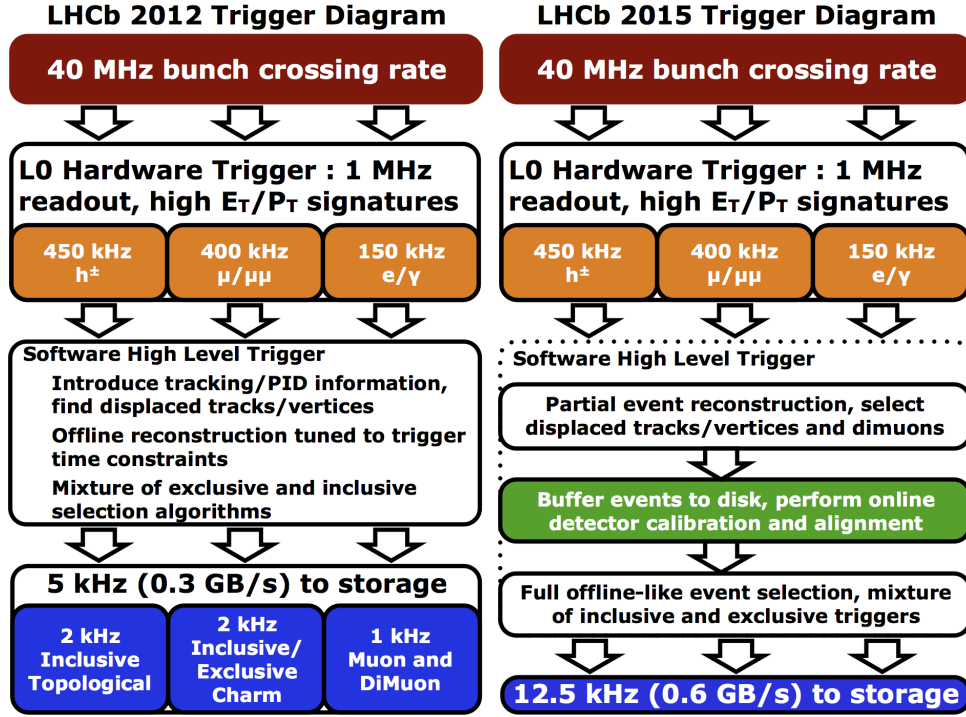 LHCb 2012 Trigger Diagram
40 MHz bunch crossing rate
L0 Hardware Trigger : 1 MHz
readout, high Eᴛ/Pᴛ signatures
450 kHz
h±
400 kHz
µ/µµ
150 kHz
e/γ
Software High Level Trigger
Introduce tracking/PID information,
find displaced tracks/vertices
Offline reconstruction tuned to trigger
time constraints
Mixture of exclusive and inclusive
selection algorithms
5 kHz (0.3 GB/s) to storage
2 kHz
Inclusive
Topological
2 kHz
Inclusive/
Exclusive
Charm
1 kHz
Muon and
DiMuon
LHCb 2015 Trigger Diagram
40 MHz bunch crossing rate
L0 Hardware Trigger : 1 MHz
readout, high Eᴛ/Pᴛ signatures
450 kHz
h±
400 kHz
µ/µµ
150 kHz
e/γ
Software High Level Trigger
Partial event reconstruction, select
displaced tracks/vertices and dimuons
Buffer events to disk, perform online
detector calibration and alignment
Full offline-like event selection, mixture
of inclusive and exclusive triggers
12.5 kHz (0.6 GB/s) to storage